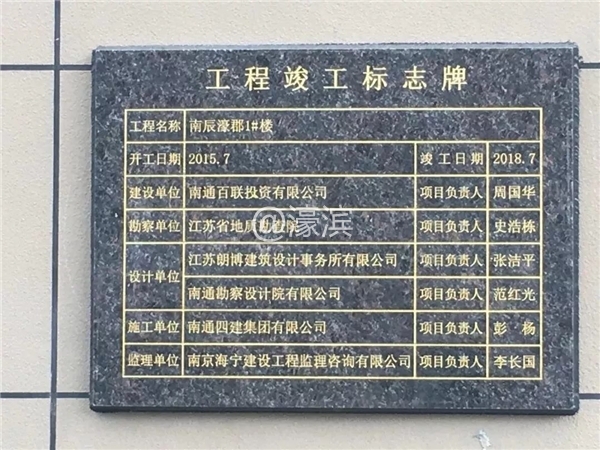 工程竣工标志牌
工程名称 南辰濠郡1#楼
开工日期 2015.7 竣工日期 2018.7
建设单位 南通百联投资有限公司 项目负责人 周国华
勘察单位 江苏省地质勘查院 项目负责人 史浩栋
设计单位 江苏朗博建筑设计事务所有限公司 项目负责人 张洁平
南通勘察设计院有限公司 项目负责人 范红光
施工单位 南通四建集团有限公司 项目负责人 彭杨
监理单位 南京海宁建设工程监理咨询有限公司 项目负责人 李长国
@濠滨